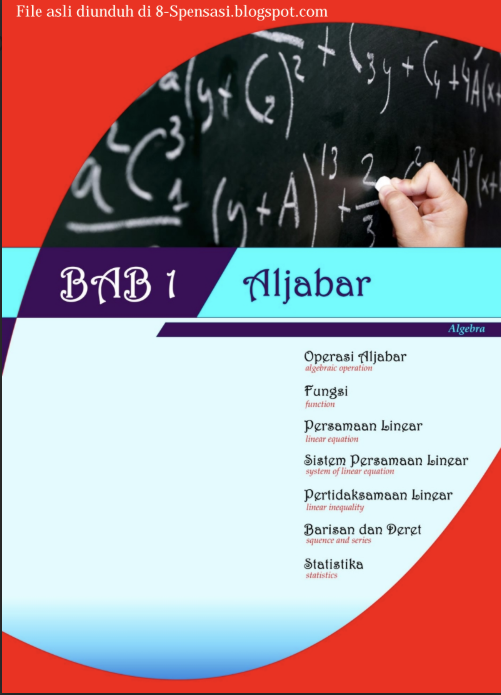 File asli diunduh di 8-Spensasi.blogspot.com
BAB 1
Aljabar
Algebra
Operasi Aljabar
algebraic operation
Fungsi
function
Persamaan Linear
linear equation
Sistem Persamaan Linear
system of linear equation
Pertidaksamaan Linear
linear inequality
Barisan dan Deret
squence and series
Statistika
statistics